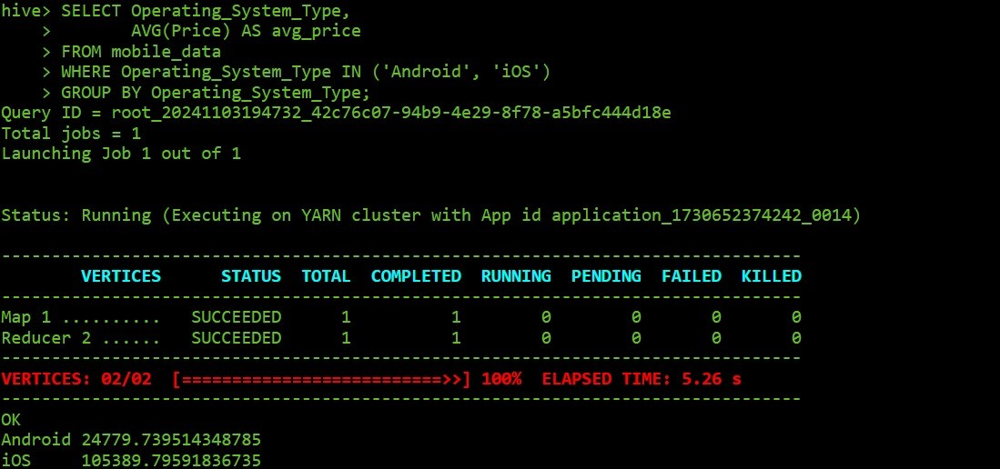 hive> SELECT Operating_System_Type,
    >        AVG(Price) AS avg_price
    > FROM mobile_data
    > WHERE Operating_System_Type IN ('Android', 'iOS')
    > GROUP BY Operating_System_Type;
Query ID = root_20241103194732_42c76c07-94b9-4e29-8f78-a5bfc444d18e
Total jobs = 1
Launching Job 1 out of 1
Status: Running (Executing on YARN cluster with App id application_1730652374242_0014)
--------------------------------------------------------------------------------
        VERTICES      STATUS  TOTAL  COMPLETED  RUNNING  PENDING  FAILED  KILLED
--------------------------------------------------------------------------------
Map 1 ..........   SUCCEEDED      1          1        0        0       0       0
Reducer 2 ......   SUCCEEDED      1          1        0        0       0       0
--------------------------------------------------------------------------------
VERTICES: 02/02  [==========================>>] 100%  ELAPSED TIME: 5.26 s
--------------------------------------------------------------------------------
OK
Android 24779.739514348785
iOS     105389.79591836735